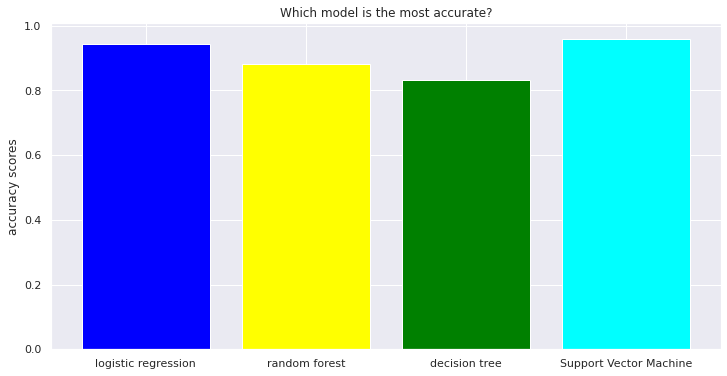 Which model is the most accurate?
accuracy scores
1.0
0.8
0.6
0.4
0.2
0.0
logistic regression
random forest
decision tree
Support Vector Machine